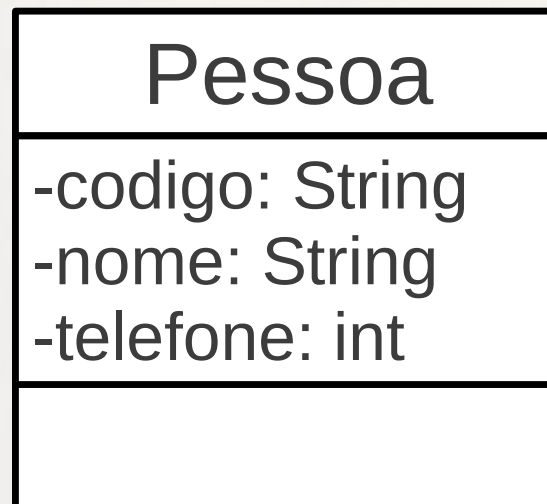 Pessoa
-codigo: String
-nome: String
-telefone: int